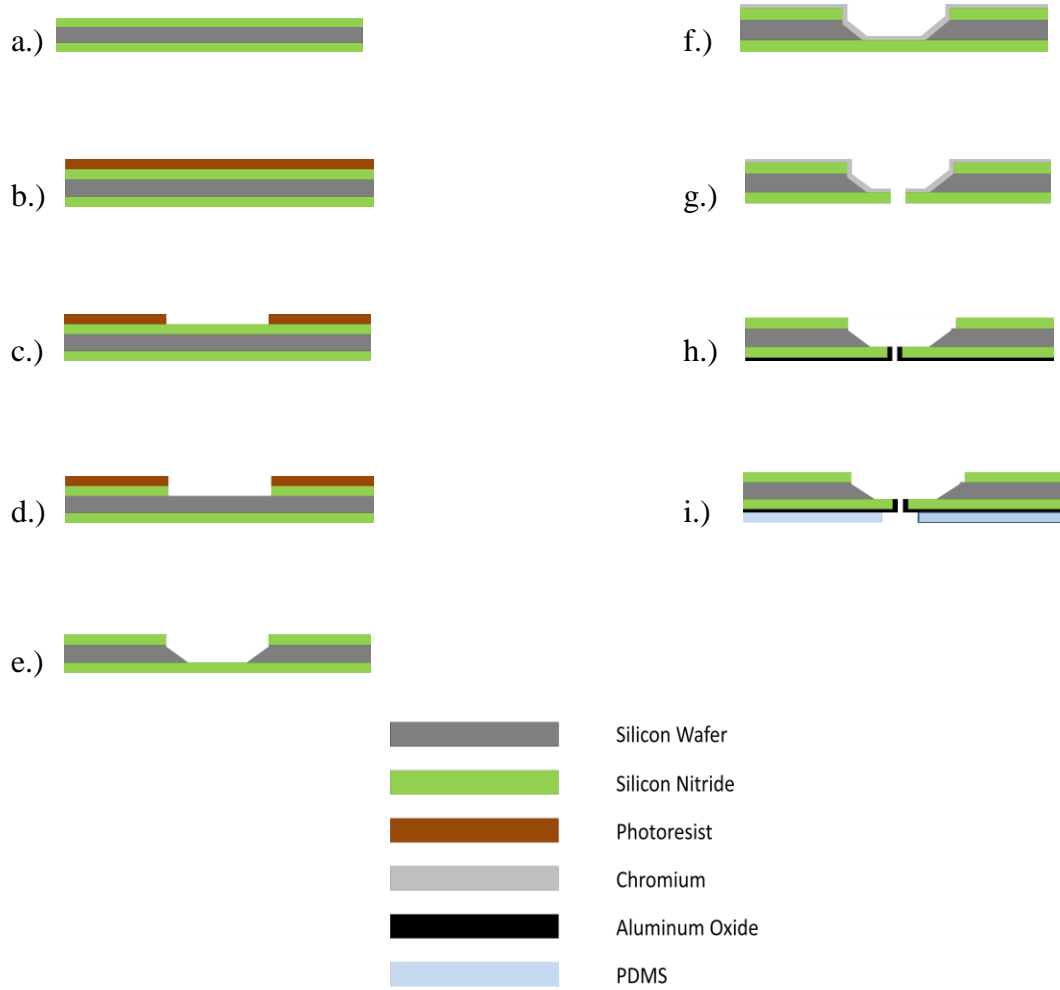 a.)
b.)
c.)
d.)
e.)
f.)
g.)
h.)
i.)
Silicon Wafer
Silicon Nitride
Photoresist
Chromium
Aluminum Oxide
PDMS